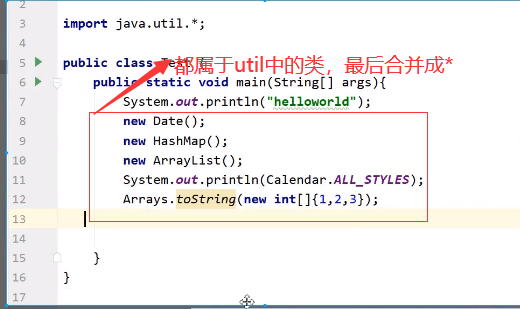 2
3 import java.util.*;
4
5 public class Test {
都属于util中的类，最后合并成*
6 public static void main(String[] args){
7 System.out.println("helloworld");
8 new Date();
9 new HashMap();
10 new ArrayList();
11 System.out.println(Calendar.ALL_STYLES);
12 Arrays.toString(new int[]{1,2,3});
13
14
15 }
16 }
17